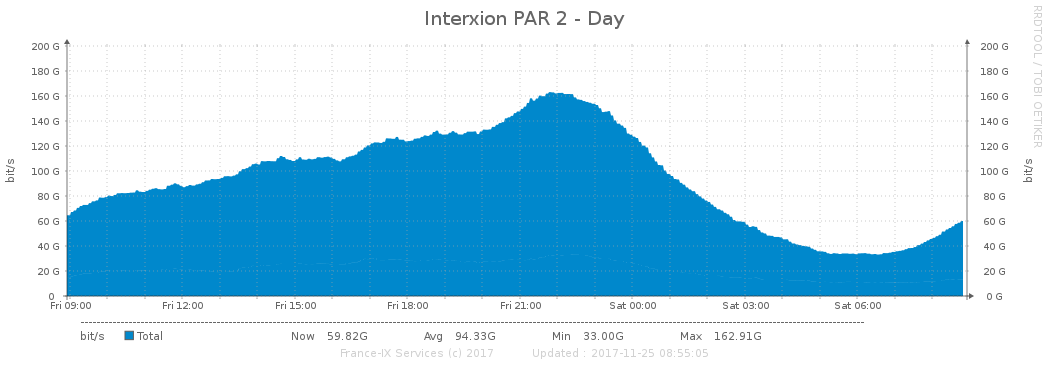 Interxion PAR 2 - Day
RRDTOOL / TOBI OETIKER
bit/s
200 G 200 G
180 G 180 G
160 G 160 G
140 G 140 G
120 G 120 G
100 G 100 G
80 G 80 G
60 G 60 G
40 G 40 G
20 G 20 G
0 0 G
bit/s
Fri 09:00 Fri 12:00 Fri 15:00 Fri 18:00 Fri 21:00 Sat 00:00 Sat 03:00 Sat 06:00
bit/s Total Now 59.82G Avg 94.33G Min 33.00G Max 162.91G
France-IX Services (c) 2017 Updated : 2017-11-25 08:55:05